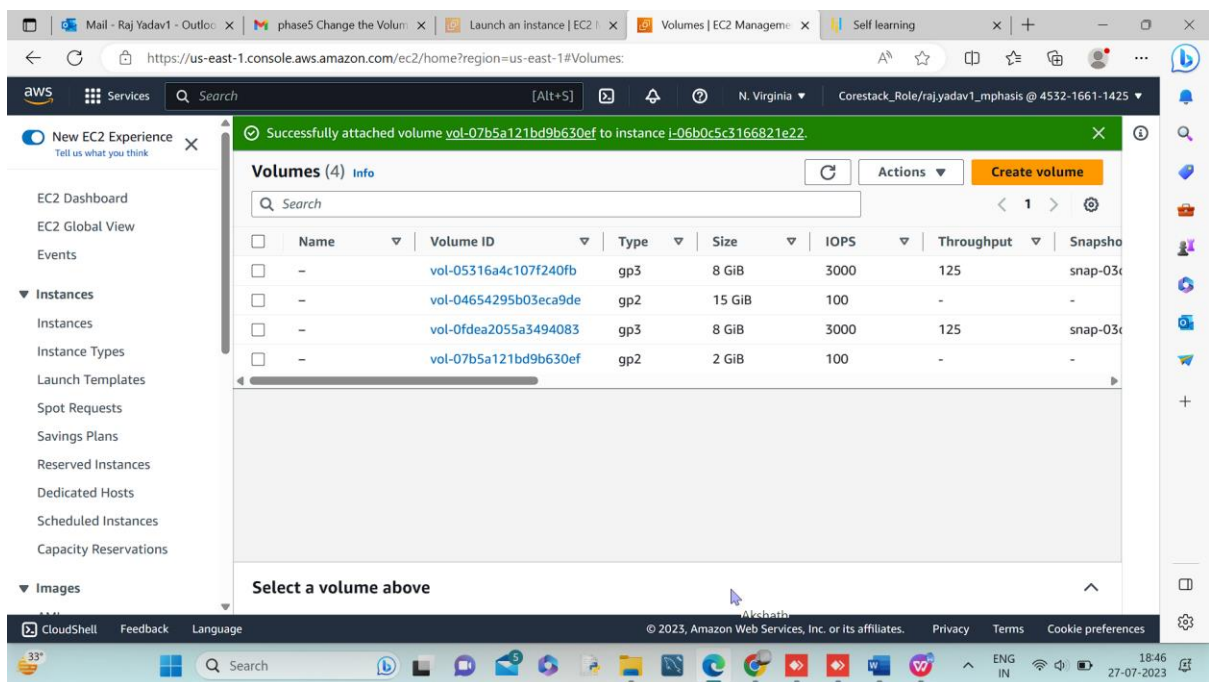 Mail - Raj Yadav1 - Outloo
phase5 Change the Volum
Launch an instance | EC2 M
Volumes | EC2 Manageme
Self learning
https://us-east-1.console.aws.amazon.com/ec2/home?region=us-east-1#Volumes:
aws
Services
Search
[Alt+S]
N. Virginia
Corestack_Role/raj.yadav1_mphasis @ 4532-1661-1425
New EC2 Experience
Tell us what you think
EC2 Dashboard
EC2 Global View
Events
Instances
Instances
Instance Types
Launch Templates
Spot Requests
Savings Plans
Reserved Instances
Dedicated Hosts
Scheduled Instances
Capacity Reservations
Images
Successfully attached volume vol-07b5a121bd9b630ef to instance i-06b0c5c3166821e22.
Volumes (4) Info
Actions
Create volume
Search
1
Name Volume ID Type Size IOPS Throughput Snapsho
– vol-05316a4c107f240fb gp3 8 GiB 3000 125 snap-03c
– vol-04654295b03eca9de gp2 15 GiB 100 - -
– vol-0fdea2055a3494083 gp3 8 GiB 3000 125 snap-03c
– vol-07b5a121bd9b630ef gp2 2 GiB 100 - -
Select a volume above
Akshath
CloudShell Feedback Language
© 2023, Amazon Web Services, Inc. or its affiliates. Privacy Terms Cookie preferences
33°
Search
5
ENG
IN
18:46
27-07-2023